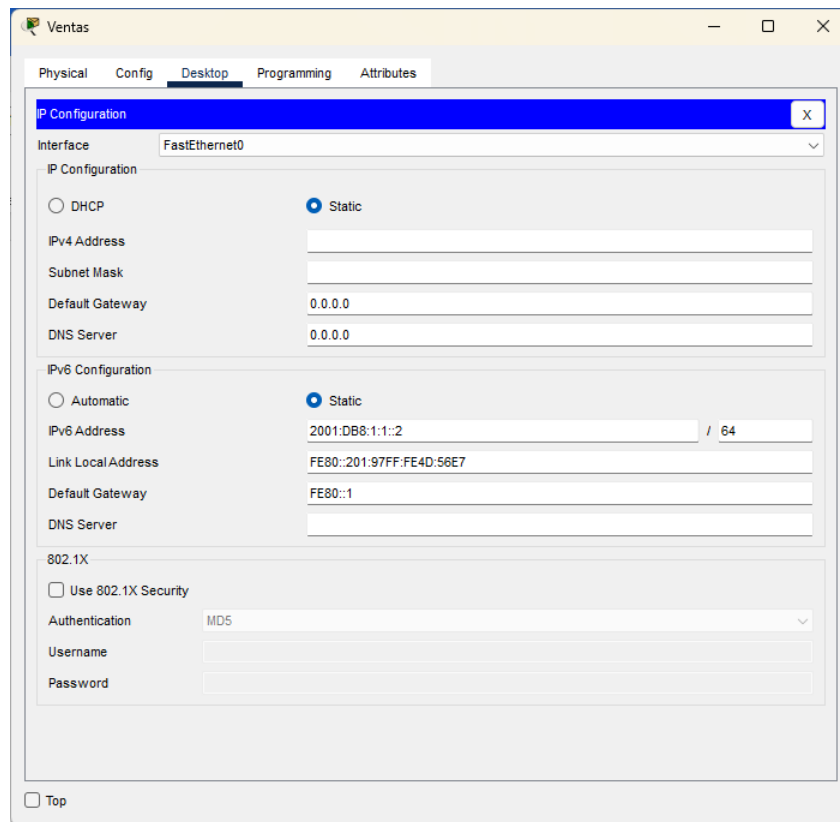 Ventas
Physical Config Desktop Programming Attributes
IP Configuration X
Interface FastEthernet0
IP Configuration
DHCP Static
IPv4 Address
Subnet Mask
Default Gateway 0.0.0.0
DNS Server 0.0.0.0
IPv6 Configuration
Automatic Static
IPv6 Address 2001:DB8:1:1::2 / 64
Link Local Address FE80::201:97FF:FE4D:56E7
Default Gateway FE80::1
DNS Server
802.1X
Use 802.1X Security
Authentication MD5
Username
Password
Top